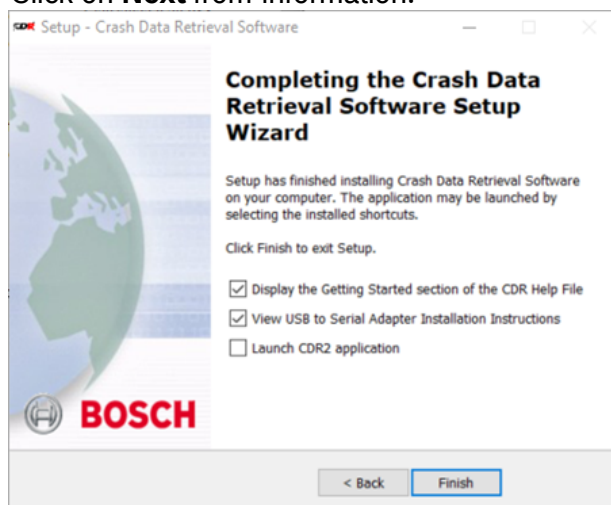 Click on Next from Information.
Setup - Crash Data Retrieval Software
Completing the Crash Data
Retrieval Software Setup
Wizard
Setup has finished installing Crash Data Retrieval Software
on your computer. The application may be launched by
selecting the installed shortcuts.
Click Finish to exit Setup.
Display the Getting Started section of the CDR Help File
View USB to Serial Adapter Installation Instructions
Launch CDR2 application
BOSCH
< Back Finish